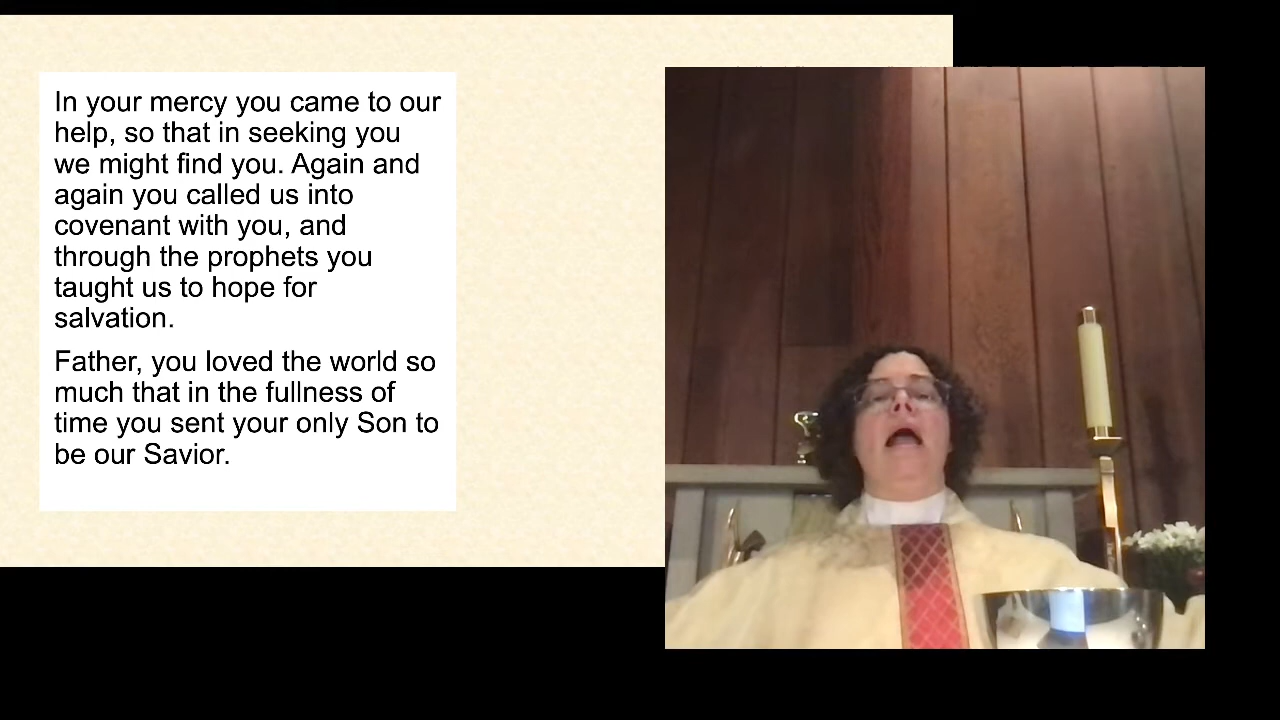 In your mercy you came to our
help, so that in seeking you
we might find you. Again and
again you called us into
covenant with you, and
through the prophets you
taught us to hope for
salvation.
Father, you loved the world so
much that in the fullness of
time you sent your only Son to
be our Savior.